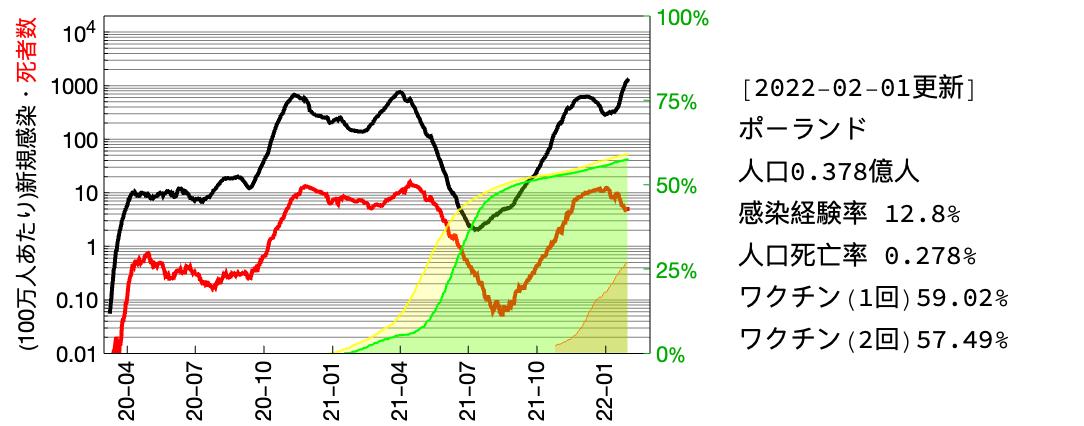 (100万人あたり)新規感染・死者数
10^4
1000
100
10
1
0.10
0.01
100%
75%
50%
25%
0%
20-04
20-07
20-10
21-01
21-04
21-07
21-10
22-01
[2022-02-01更新]
ポーランド
人口0.378億人
感染経験率 12.8%
人口死亡率 0.278%
ワクチン(1回)59.02%
ワクチン(2回)57.49%